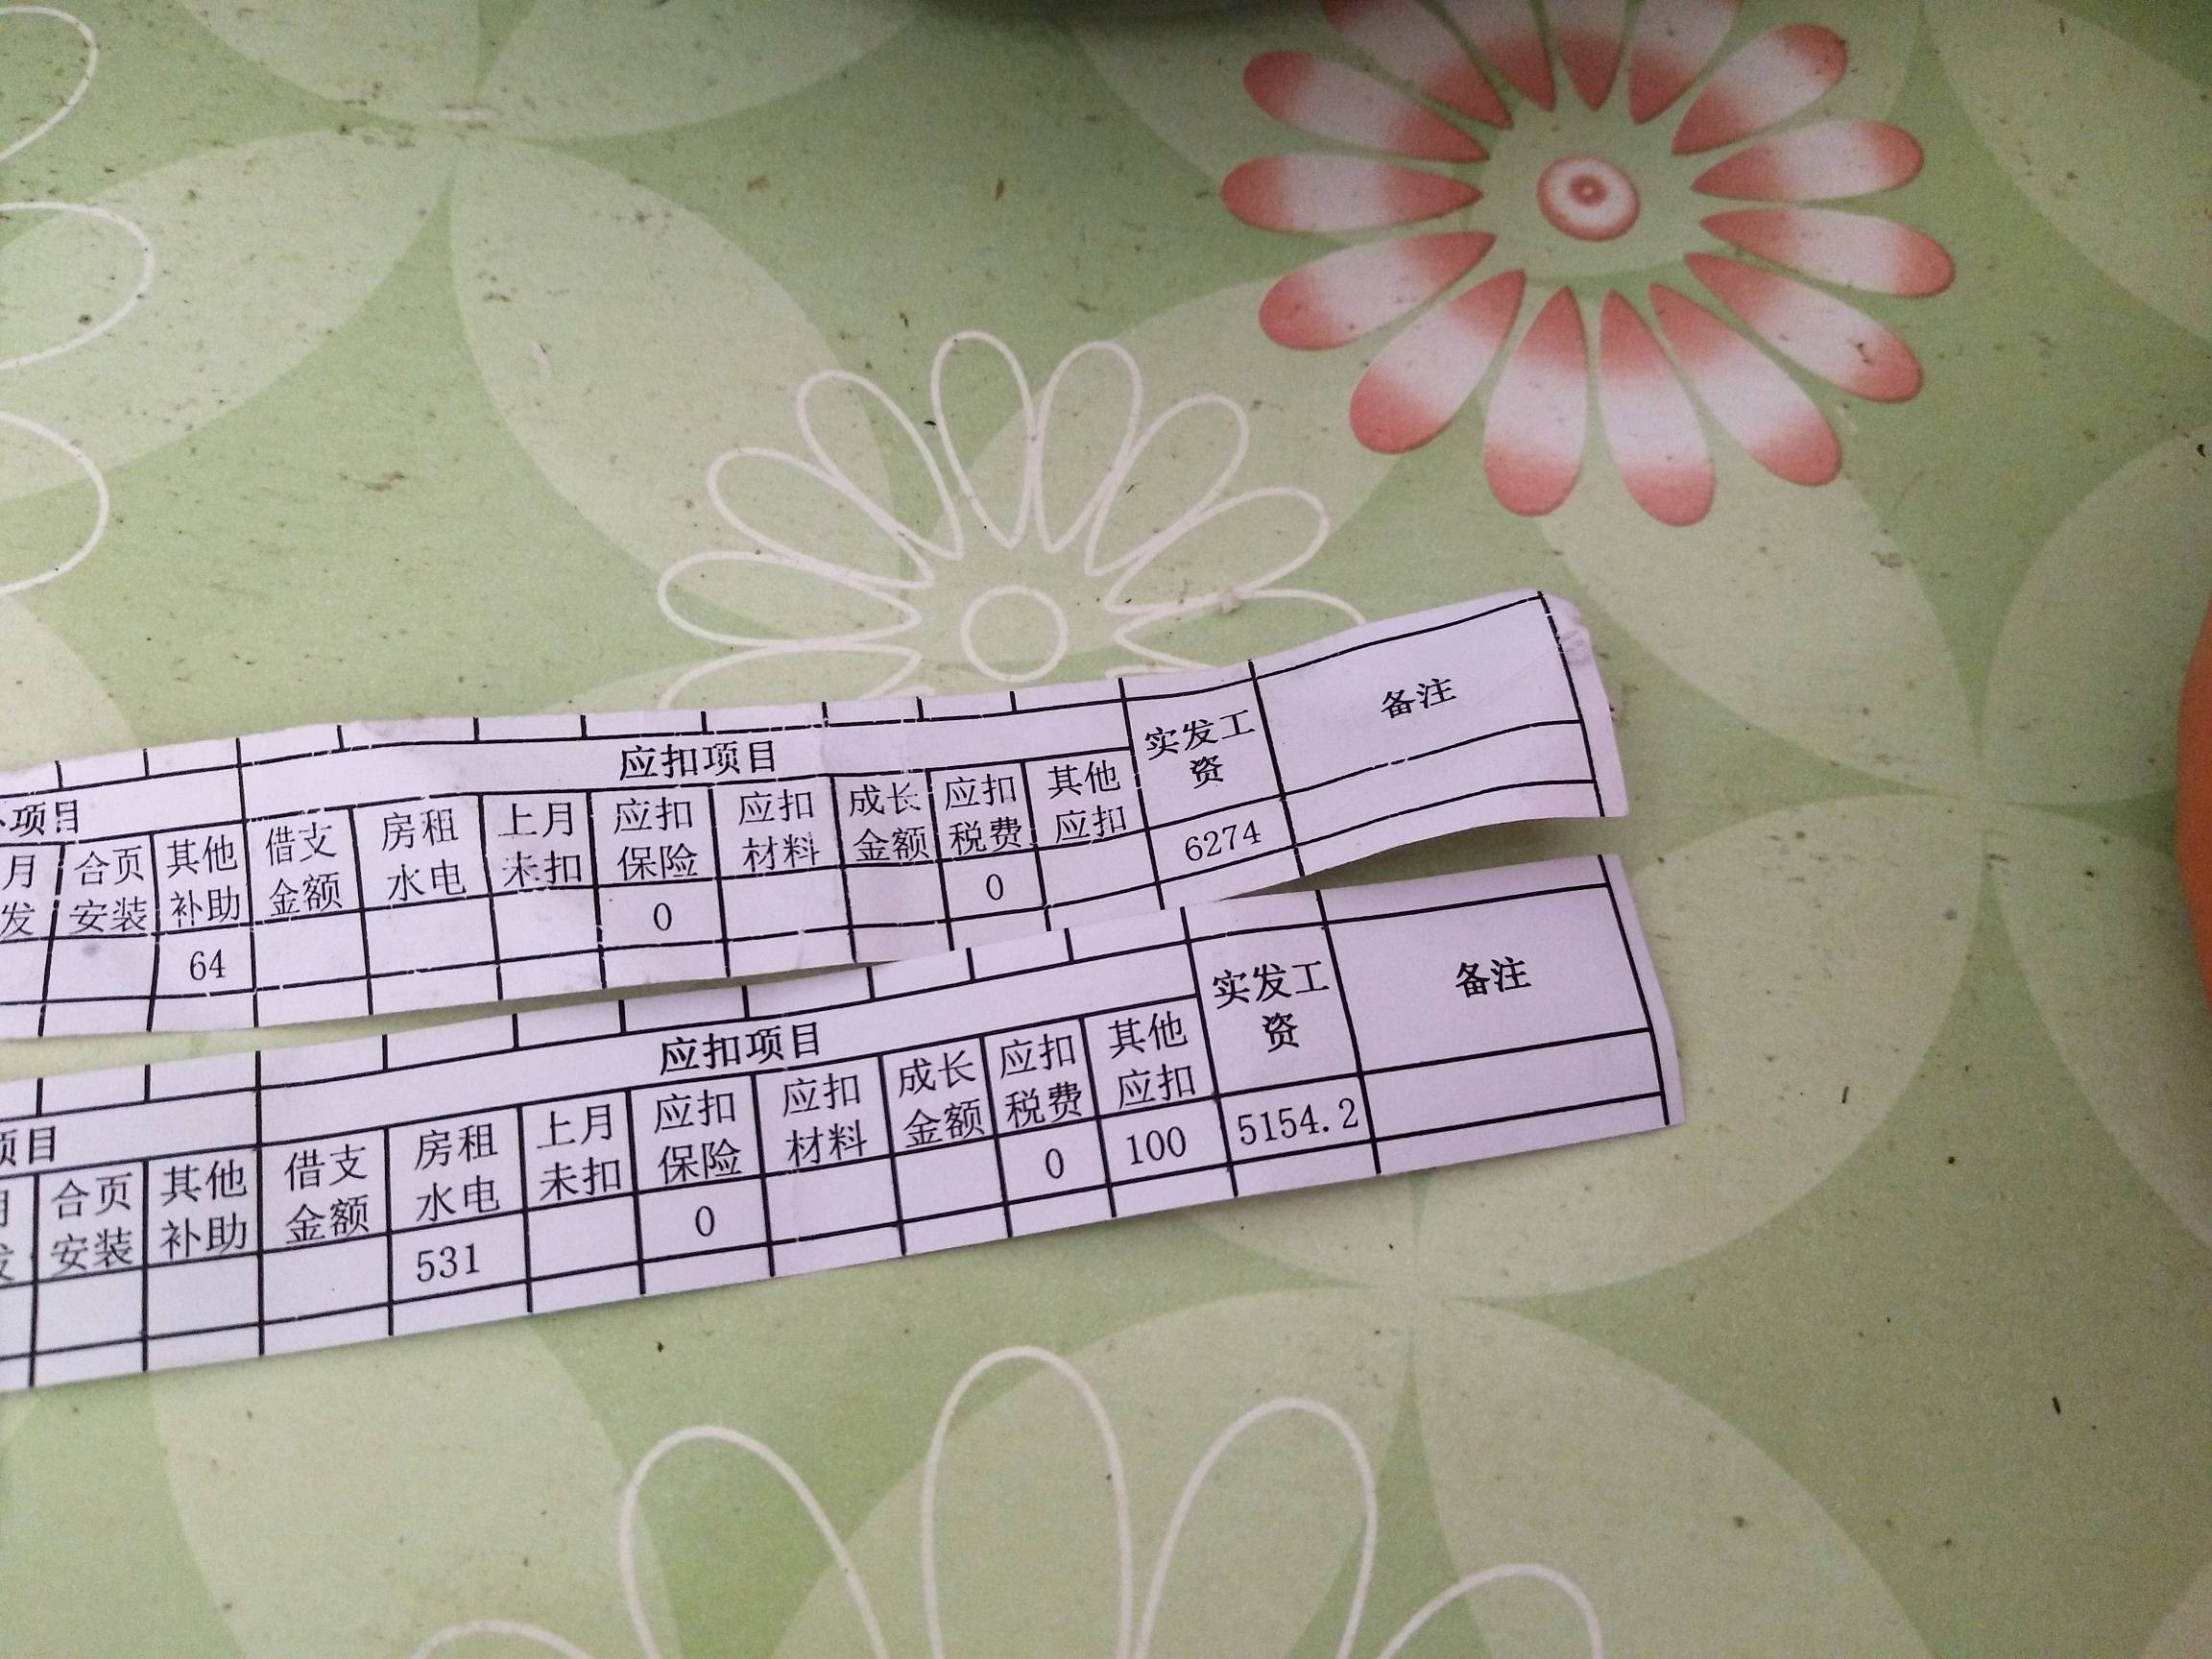 项目 应扣项目 实发工资 备注
月发 合页安装 其他补助 借支金额 房租水电 上月未扣 应扣保险 应扣材料 成长金额 应扣税费 其他应扣
64 0 0 6274
项目 应扣项目 实发工资 备注
合页安装 其他补助 借支金额 房租水电 上月未扣 应扣保险 应扣材料 成长金额 应扣税费 其他应扣
531 0 0 100 5154.2